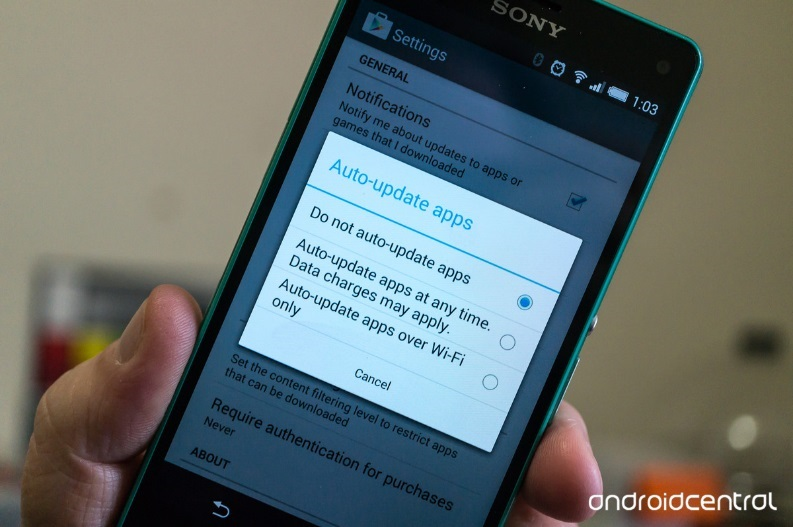 SONY
1:03
Settings
GENERAL
Notifications
Notify me about updates to apps or
games that I downloaded
Auto-update apps
Do not auto-update apps
Auto-update apps at any time.
Data charges may apply.
Auto-update apps over Wi-Fi
only
Cancel
Set the content filtering level to restrict apps
that can be downloaded
Require authentication for purchases
Never
ABOUT
androidcentral